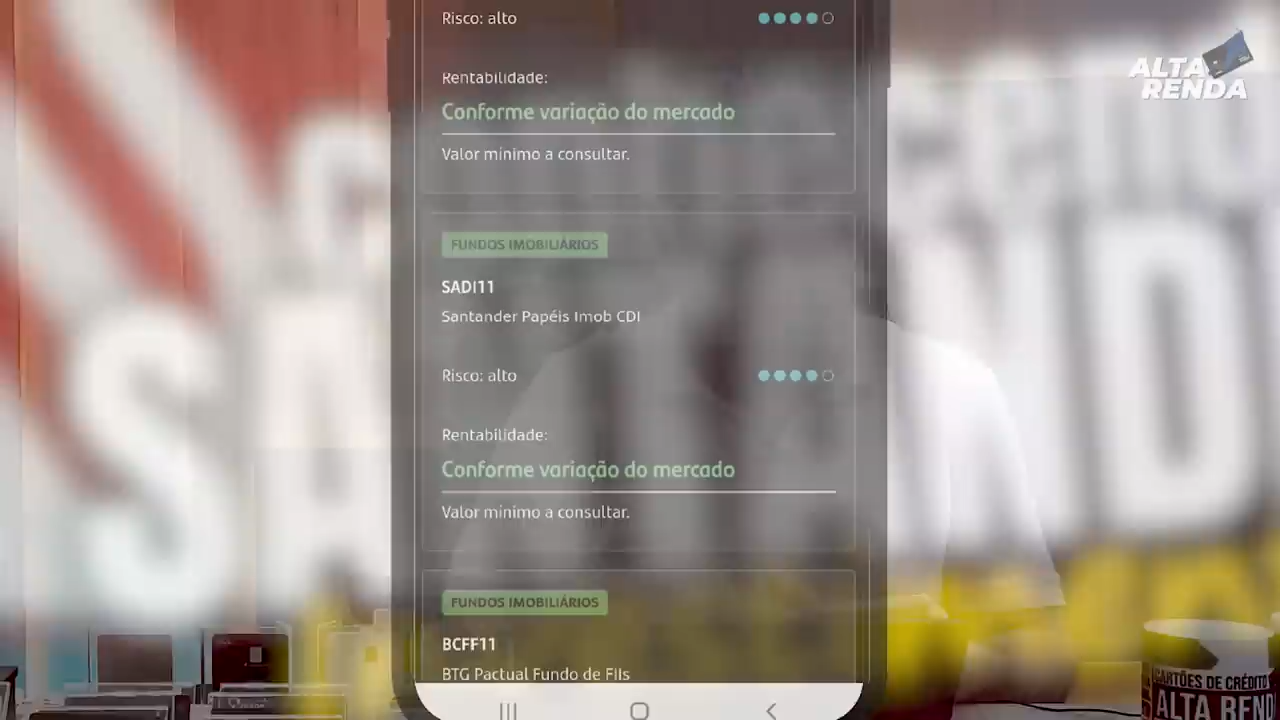 Risco: alto
ALTA
RENDA
Rentabilidade:
Conforme variação do mercado
Valor mínimo a consultar.
FUNDOS IMOBILIÁRIOS
SADI11
Santander Papéis Imob CDI
Risco: alto
Rentabilidade:
Conforme variação do mercado
Valor mínimo a consultar.
FUNDOS IMOBILIÁRIOS
BCFF11
BTG Pactual Fundo de FIIs
CARTÕES DE CRÉDITO
ALTA REND